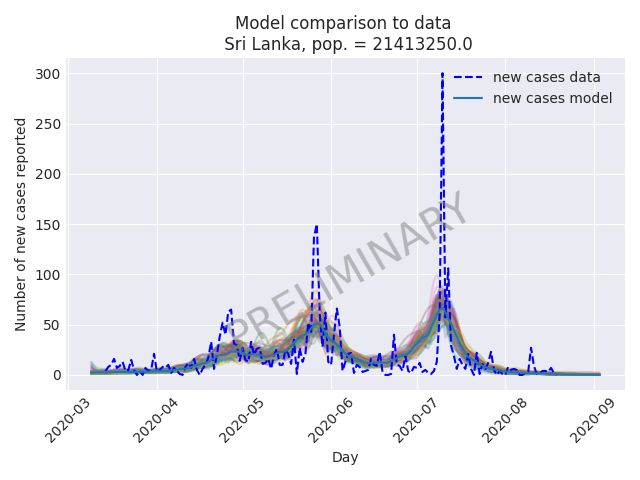 Model comparison to data
Sri Lanka, pop. = 21413250.0
new cases data
new cases model
300
250
200
150
100
50
0
Number of new cases reported
PRELIMINARY
2020-03
2020-04
2020-05
2020-06
2020-07
2020-08
2020-09
Day